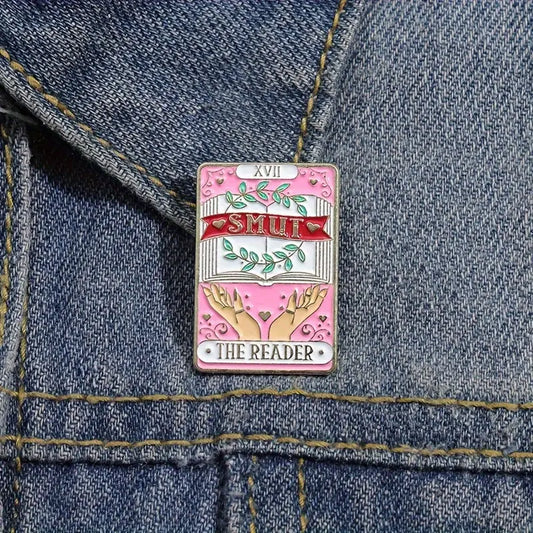 XVII
SMUT
THE READER